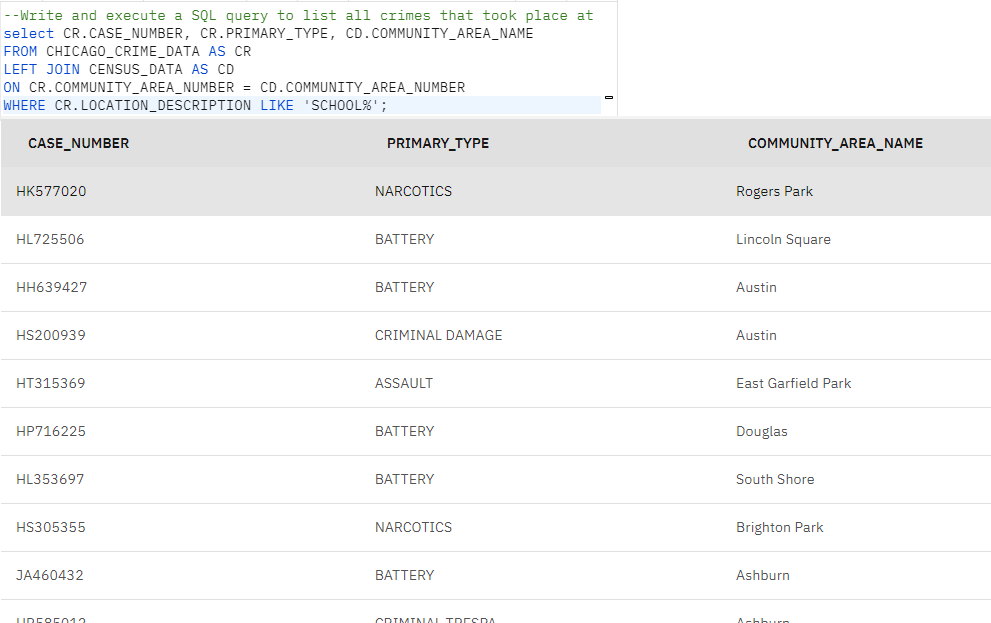 --Write and execute a SQL query to list all crimes that took place at
select CR.CASE_NUMBER, CR.PRIMARY_TYPE, CD.COMMUNITY_AREA_NAME
FROM CHICAGO_CRIME_DATA AS CR
LEFT JOIN CENSUS_DATA AS CD
ON CR.COMMUNITY_AREA_NUMBER = CD.COMMUNITY_AREA_NUMBER
WHERE CR.LOCATION_DESCRIPTION LIKE 'SCHOOL%';
CASE_NUMBER PRIMARY_TYPE COMMUNITY_AREA_NAME
HK577020 NARCOTICS Rogers Park
HL725506 BATTERY Lincoln Square
HH639427 BATTERY Austin
HS200939 CRIMINAL DAMAGE Austin
HT315369 ASSAULT East Garfield Park
HP716225 BATTERY Douglas
HL353697 BATTERY South Shore
HS305355 NARCOTICS Brighton Park
JA460432 BATTERY Ashburn
CRIMINAL TRESPA Ashburn